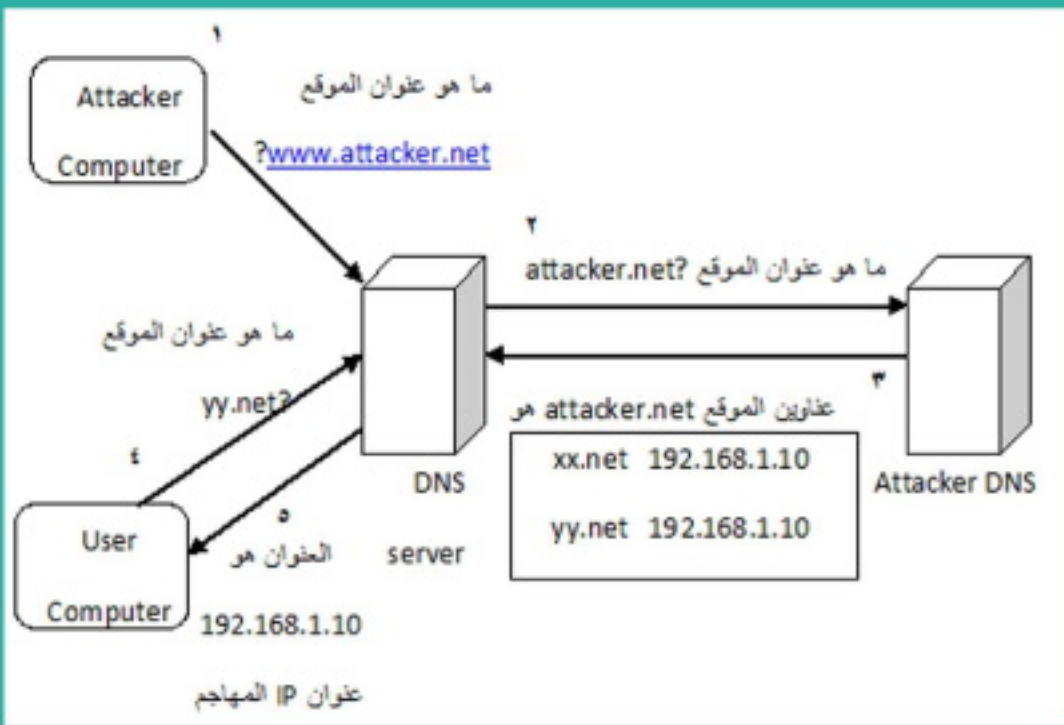 ١
Attacker
Computer
ما هو عنوان الموقع
?www.attacker.net
٢
ما هو عنوان الموقع attacker.net?
٣
عناوين الموقع attacker.net هو
xx.net 192.168.1.10
yy.net 192.168.1.10
Attacker DNS
DNS
server
ما هو عنوان الموقع
yy.net?
٤
User
Computer
٥
العنوان هو
192.168.1.10
عنوان IP المهاجم